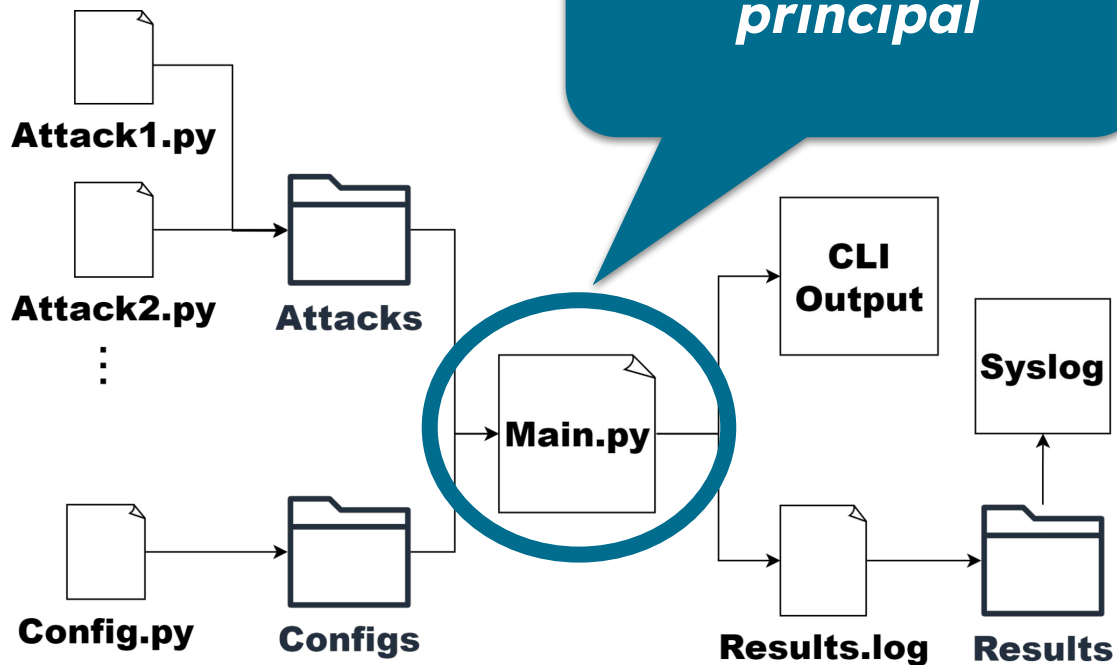 principal
Attack1.py
Attack2.py
⋮
Attacks
CLI
Output
Syslog
Main.py
Config.py
Configs
Results.log
Results